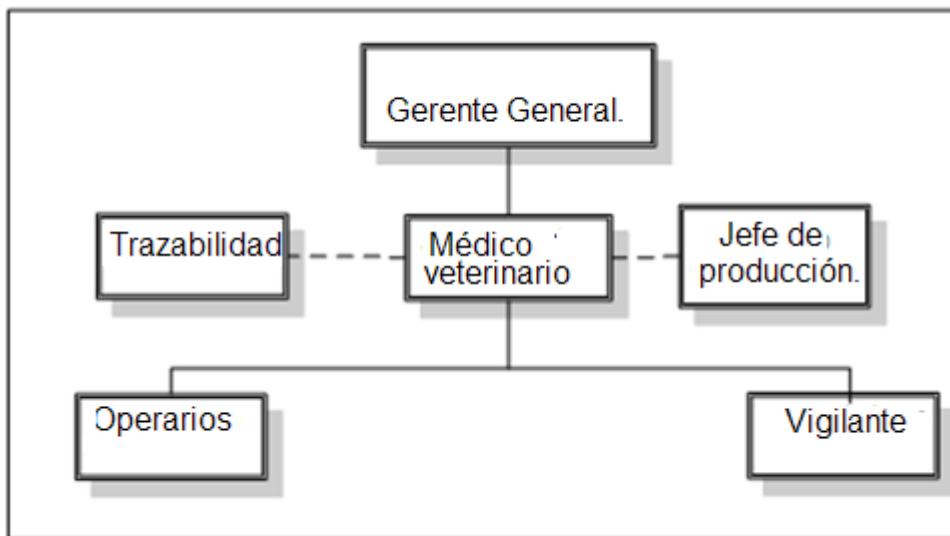 Gerente General.
Trazabilidad
Médico
veterinario
Jefe de
producción.
Operarios
Vigilante